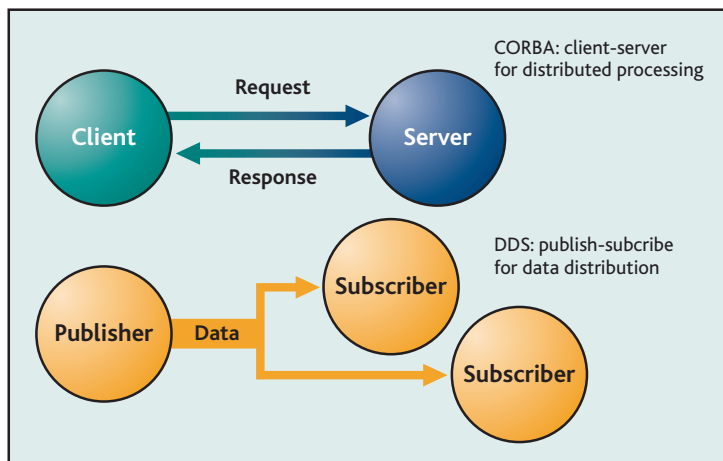 CORBA: client-server
for distributed processing
Request
Client
Server
Response
DDS: publish-subcribe
for data distribution
Subscriber
Publisher
Data
Subscriber